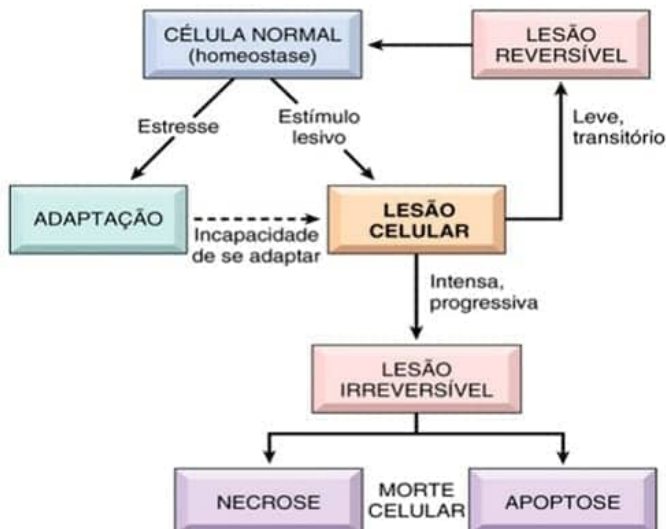 CÉLULA NORMAL
(homeostase)
LESÃO
REVERSÍVEL
Estresse
Estímulo
lesivo
Leve,
transitório
ADAPTAÇÃO
Incapacidade
de se adaptar
LESÃO
CELULAR
Intensa,
progressiva
LESÃO
IRREVERSÍVEL
NECROSE
MORTE
CELULAR
APOPTOSE